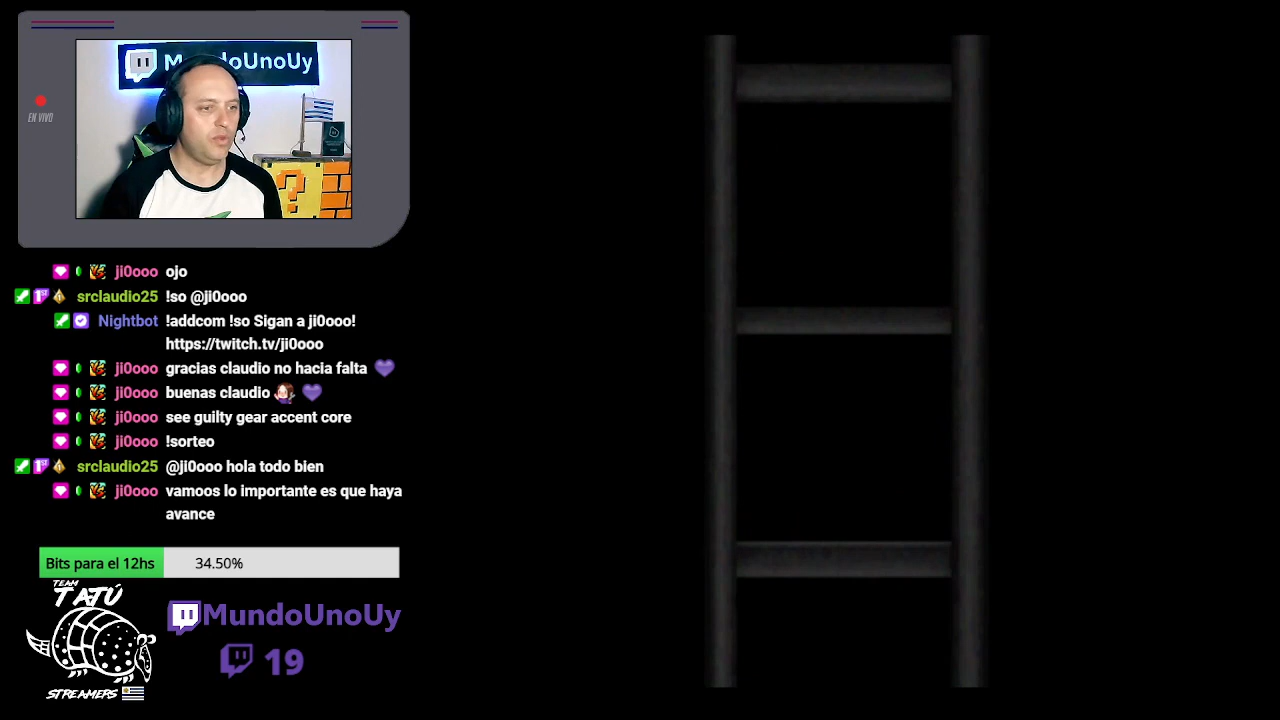 MundoUnoUy
EN VIVO
ji0ooo ojo
srclaudio25 !so @ji0ooo
Nightbot !addcom !so Sigan a ji0ooo!
https://twitch.tv/ji0ooo
ji0ooo gracias claudio no hacia falta
ji0ooo buenas claudio
ji0ooo see guilty gear accent core
ji0ooo !sorteo
srclaudio25 @ji0ooo hola todo bien
ji0ooo vamoos lo importante es que haya
avance
Bits para el 12hs 34.50%
TEAM
TATÚ
STREAMERS
MundoUnoUy
19